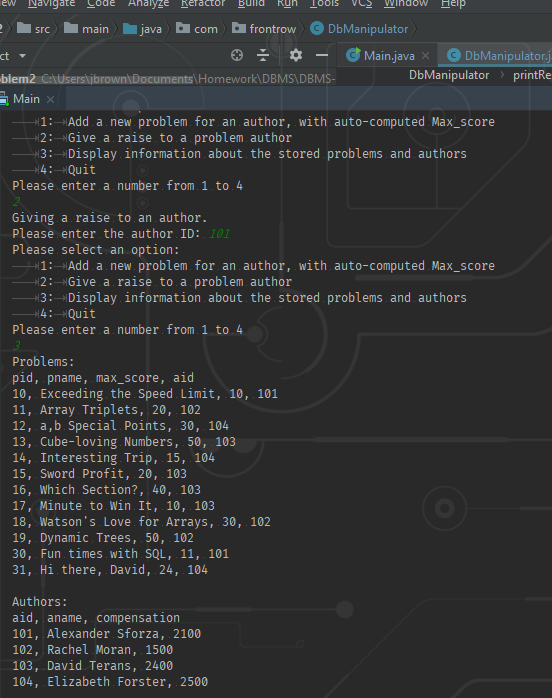 View Navigate Code Analyze Refactor Build Run Tools VCS Window Help
src main java com frontrow DbManipulator
Main.java DbManipulator.j
oblem2 C:\Users\jbrown\Documents\Homework\DBMS\DBMS- DbManipulator printRe
Main
1: Add a new problem for an author, with auto-computed Max_score
2: Give a raise to a problem author
3: Display information about the stored problems and authors
4: Quit
Please enter a number from 1 to 4
2
Giving a raise to an author.
Please enter the author ID: 101
Please select an option:
1: Add a new problem for an author, with auto-computed Max_score
2: Give a raise to a problem author
3: Display information about the stored problems and authors
4: Quit
Please enter a number from 1 to 4
3
Problems:
pid, pname, max_score, aid
10, Exceeding the Speed Limit, 10, 101
11, Array Triplets, 20, 102
12, a,b Special Points, 30, 104
13, Cube-loving Numbers, 50, 103
14, Interesting Trip, 15, 104
15, Sword Profit, 20, 103
16, Which Section?, 40, 103
17, Minute to Win It, 10, 103
18, Watson's Love for Arrays, 30, 102
19, Dynamic Trees, 50, 102
30, Fun times with SQL, 11, 101
31, Hi there, David, 24, 104
Authors:
aid, aname, compensation
101, Alexander Sforza, 2100
102, Rachel Moran, 1500
103, David Terans, 2400
104, Elizabeth Forster, 2500